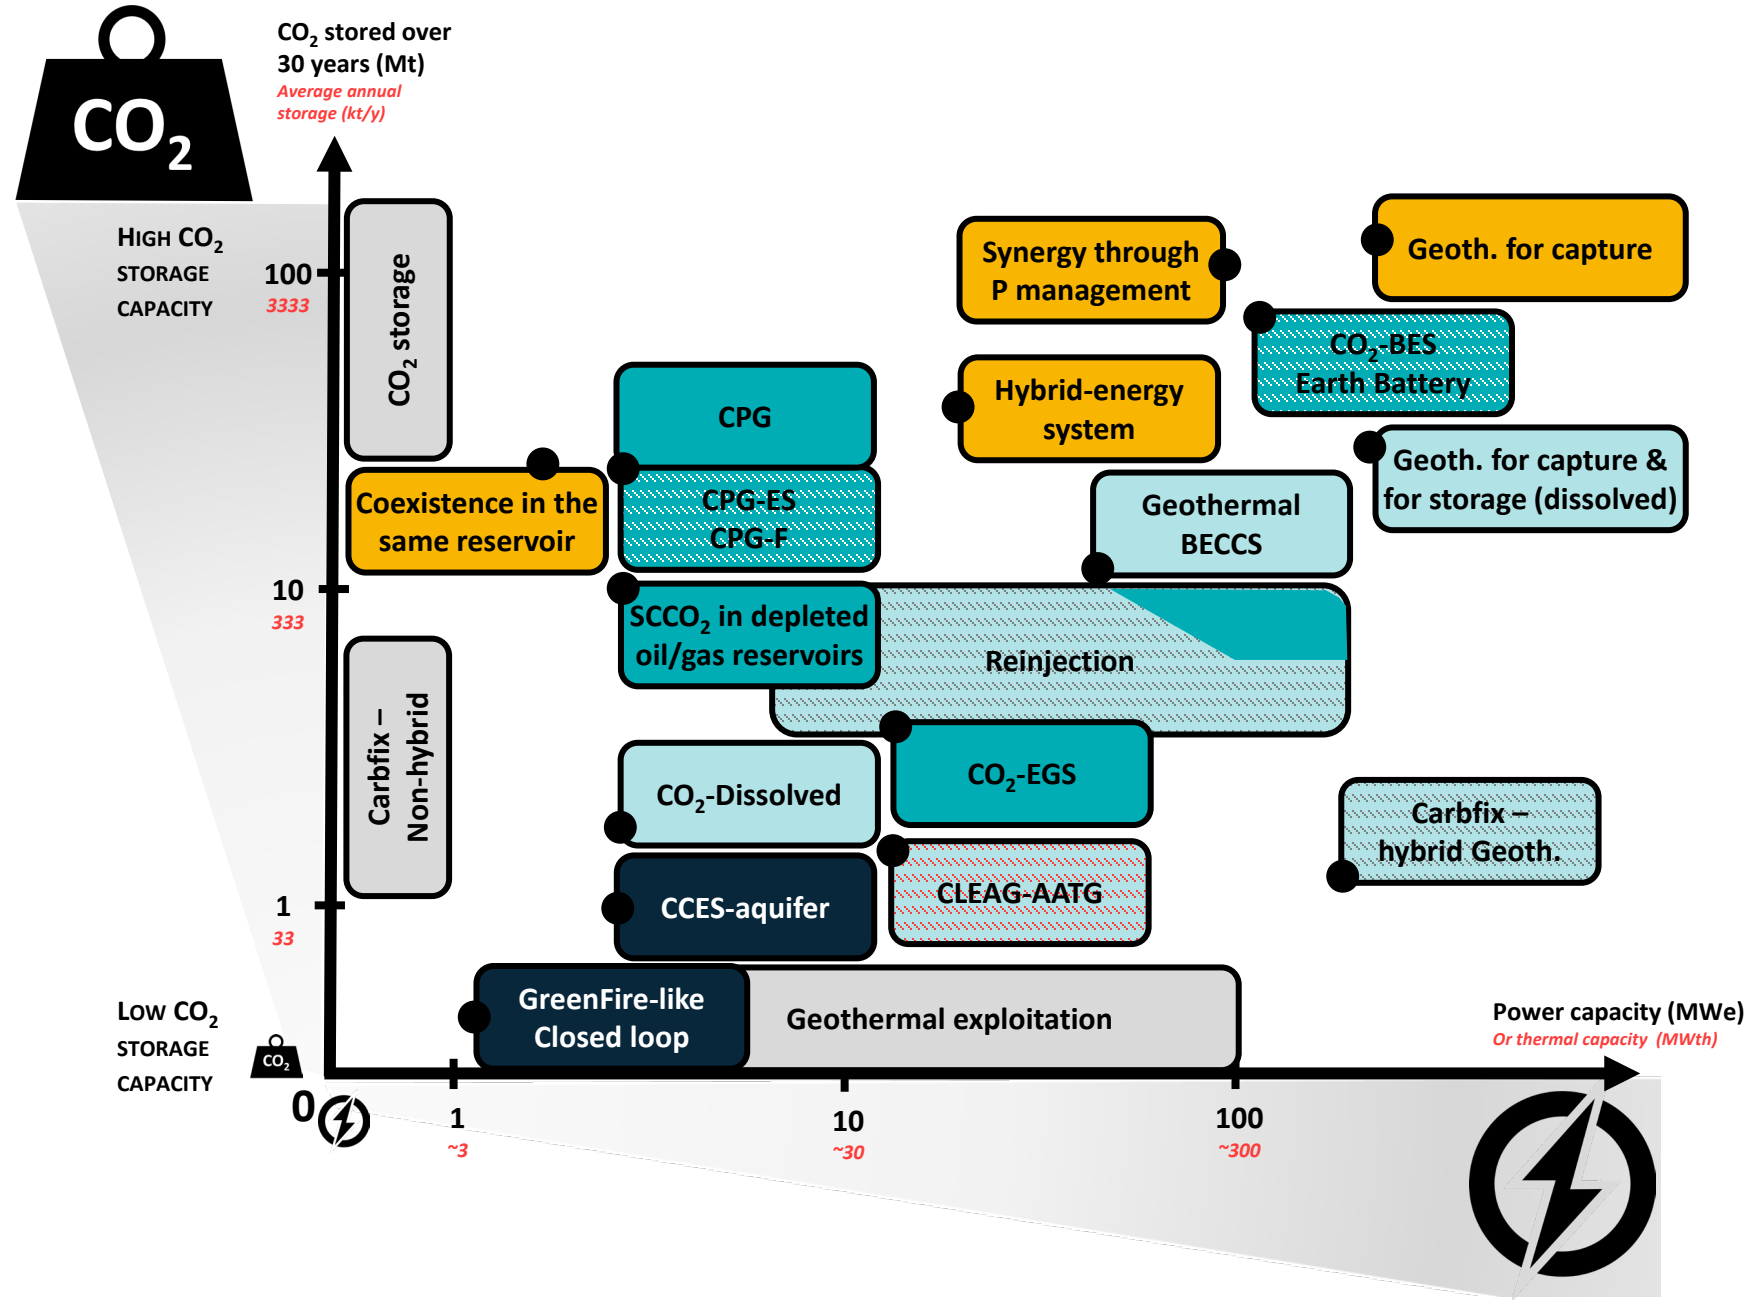 CO₂
CO₂ stored over
30 years (Mt)
Average annual
storage (kt/y)
HIGH CO₂
STORAGE
CAPACITY
100
3333
CO₂ storage
Synergy through
P management
Geoth. for capture
CO₂-BES
Earth Battery
CPG
Hybrid-energy
system
Geoth. for capture &
for storage (dissolved)
Coexistence in the
same reservoir
CPG-ES
CPG-F
Geothermal
BECCS
10
333
SCCO₂ in depleted
oil/gas reservoirs
Reinjection
Carbfix –
Non-hybrid
CO₂-Dissolved
CO₂-EGS
Carbfix –
hybrid Geoth.
1
33
CCES-aquifer
CLEAG-AATG
GreenFire-like
Closed loop
Geothermal exploitation
LOW CO₂
STORAGE
CAPACITY
CO₂
Power capacity (MWe)
Or thermal capacity (MWth)
0
1
~3
10
~30
100
~300